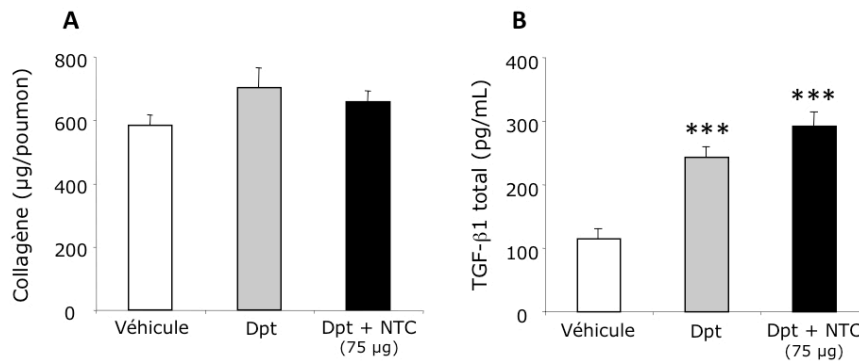 A
Collagène (µg/poumon)
800
600
400
200
0
Véhicule
Dpt
Dpt + NTC
(75 µg)
B
TGF-β1 total (pg/mL)
400
300
200
100
0
***
***
Véhicule
Dpt
Dpt + NTC
(75 µg)